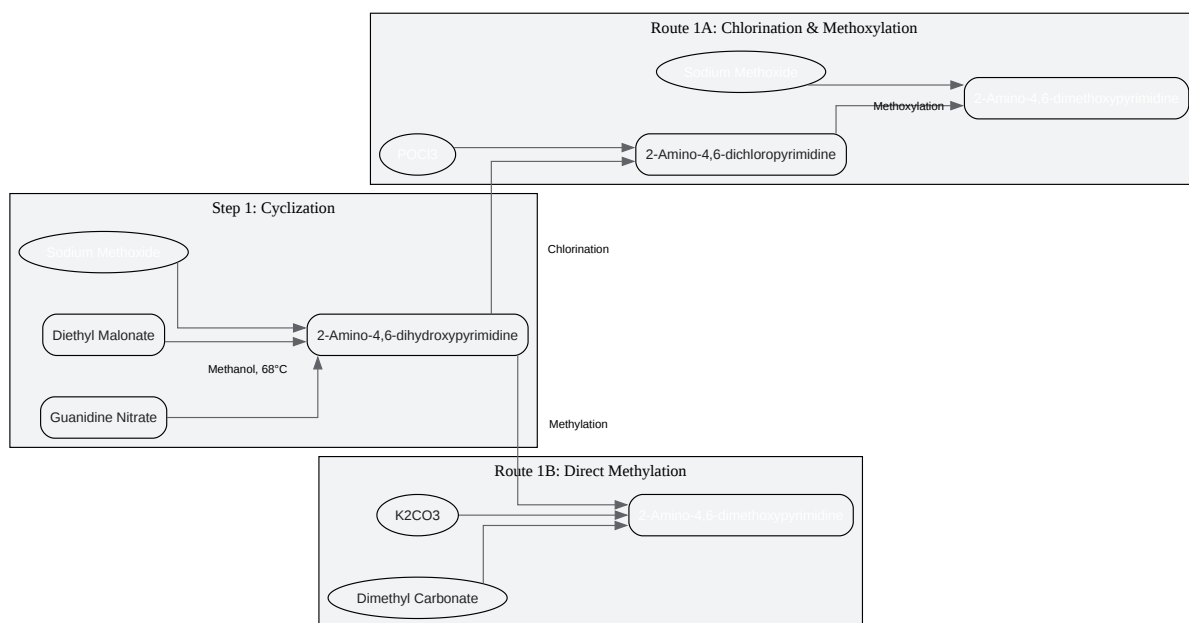 Route 1A: Chlorination & Methoxylation
Sodium Methoxide
2-Amino-4,6-dimethoxypyrimidine
Methoxylation
POCl3
2-Amino-4,6-dichloropyrimidine
Step 1: Cyclization
Sodium Methoxide
Chlorination
Diethyl Malonate
2-Amino-4,6-dihydroxypyrimidine
Methanol, 68°C
Guanidine Nitrate
Methylation
Route 1B: Direct Methylation
K2CO3
2-Amino-4,6-dimethoxypyrimidine
Dimethyl Carbonate